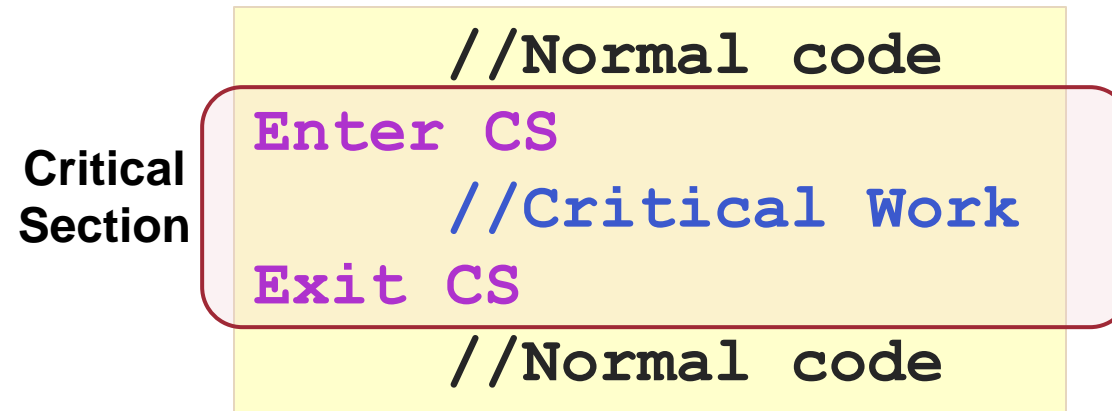 //Normal code
Enter CS
Critical
Section
//Critical Work
Exit CS
//Normal code